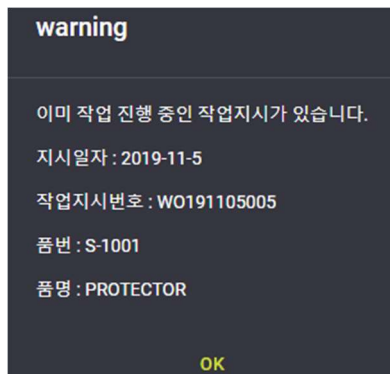 warning
이미 작업 진행 중인 작업지시가 있습니다.
지시일자 : 2019-11-5
작업지시번호 : WO191105005
품번 : S-1001
품명 : PROTECTOR
OK